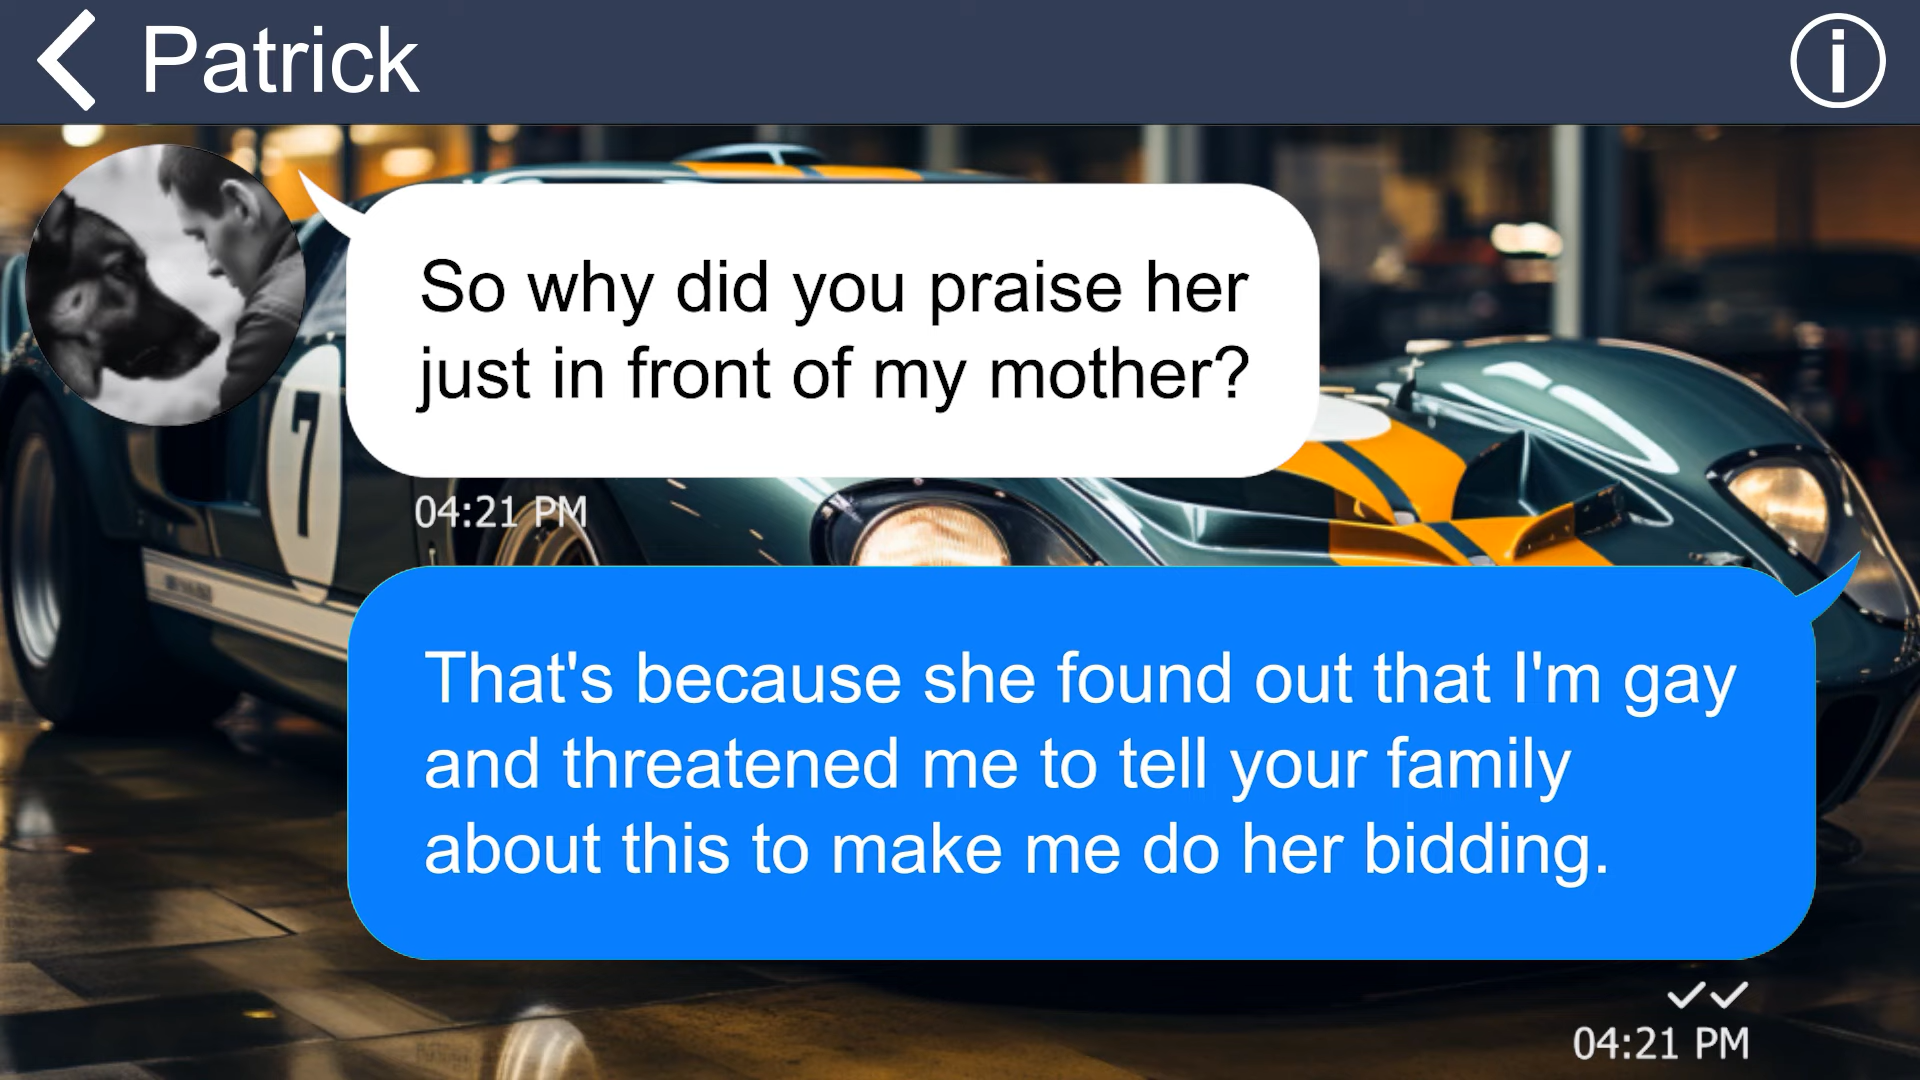 Patrick
So why did you praise her
just in front of my mother?
04:21 PM
7
That's because she found out that I'm gay
and threatened me to tell your family
about this to make me do her bidding.
04:21 PM